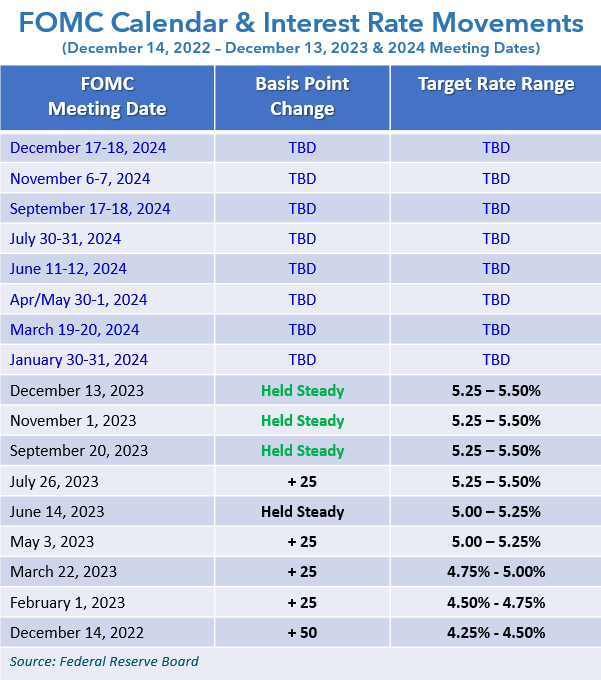 FOMC Calendar & Interest Rate Movements
(December 14, 2022 – December 13, 2023 & 2024 Meeting Dates)
FOMC Meeting Date Basis Point Change Target Rate Range
December 17-18, 2024 TBD TBD
November 6-7, 2024 TBD TBD
September 17-18, 2024 TBD TBD
July 30-31, 2024 TBD TBD
June 11-12, 2024 TBD TBD
Apr/May 30-1, 2024 TBD TBD
March 19-20, 2024 TBD TBD
January 30-31, 2024 TBD TBD
December 13, 2023 Held Steady 5.25 – 5.50%
November 1, 2023 Held Steady 5.25 – 5.50%
September 20, 2023 Held Steady 5.25 – 5.50%
July 26, 2023 + 25 5.25 – 5.50%
June 14, 2023 Held Steady 5.00 – 5.25%
May 3, 2023 + 25 5.00 – 5.25%
March 22, 2023 + 25 4.75% - 5.00%
February 1, 2023 + 25 4.50% - 4.75%
December 14, 2022 + 50 4.25% - 4.50%
Source: Federal Reserve Board